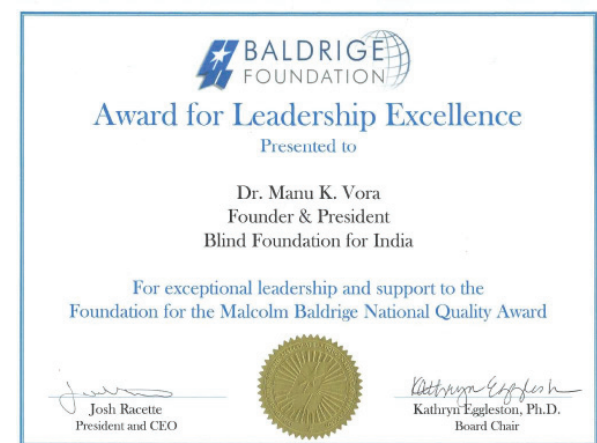 BALDRIGE
FOUNDATION
Award for Leadership Excellence
Presented to
Dr. Manu K. Vora
Founder & President
Blind Foundation for India
For exceptional leadership and support to the
Foundation for the Malcolm Baldrige National Quality Award
Kathryn Eggleston
Josh Racette
Kathryn Eggleston, Ph.D.
President and CEO
Board Chair